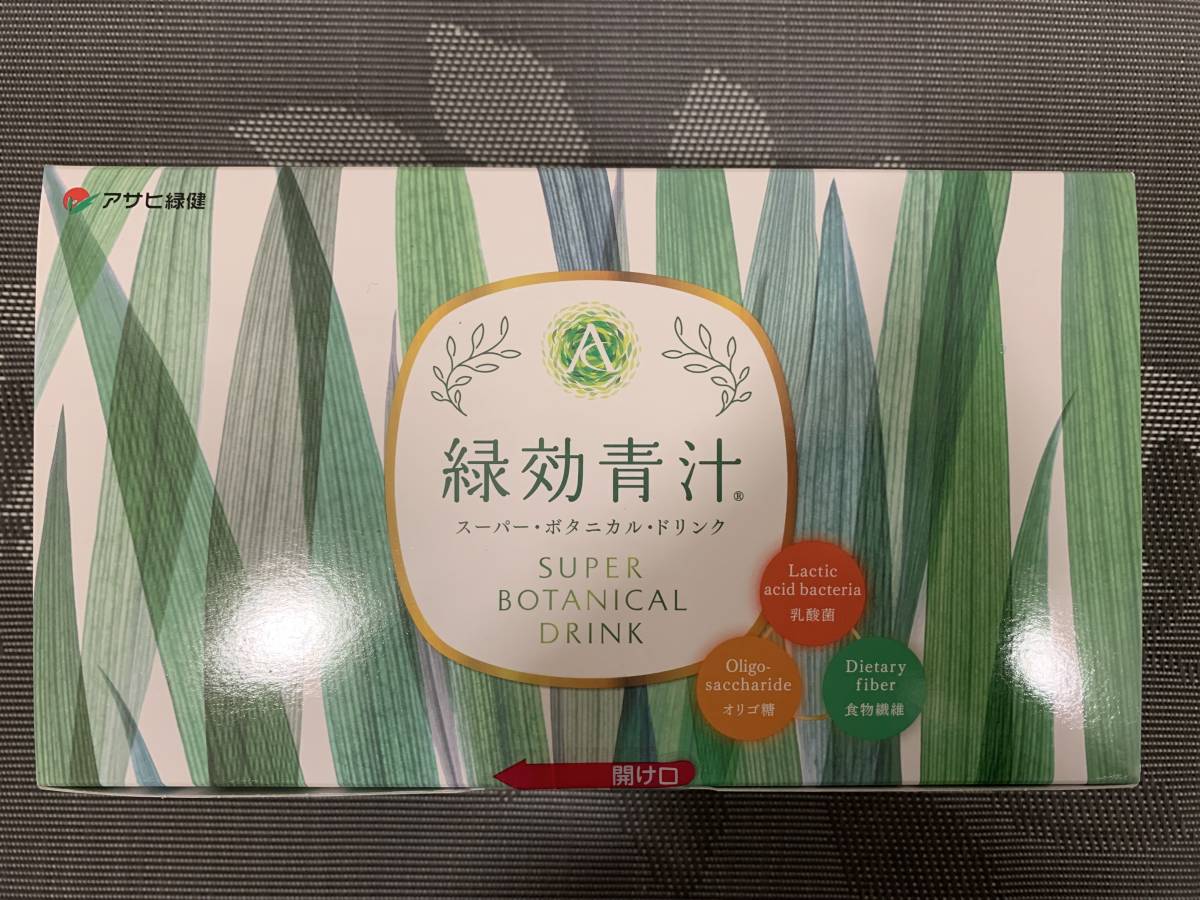 アサヒ緑健
A
緑効青汁®
スーパー・ボタニカル・ドリンク
SUPER
BOTANICAL
DRINK
Lactic
acid bacteria
乳酸菌
Oligo-
saccharide
オリゴ糖
Dietary
fiber
食物繊維
開け口